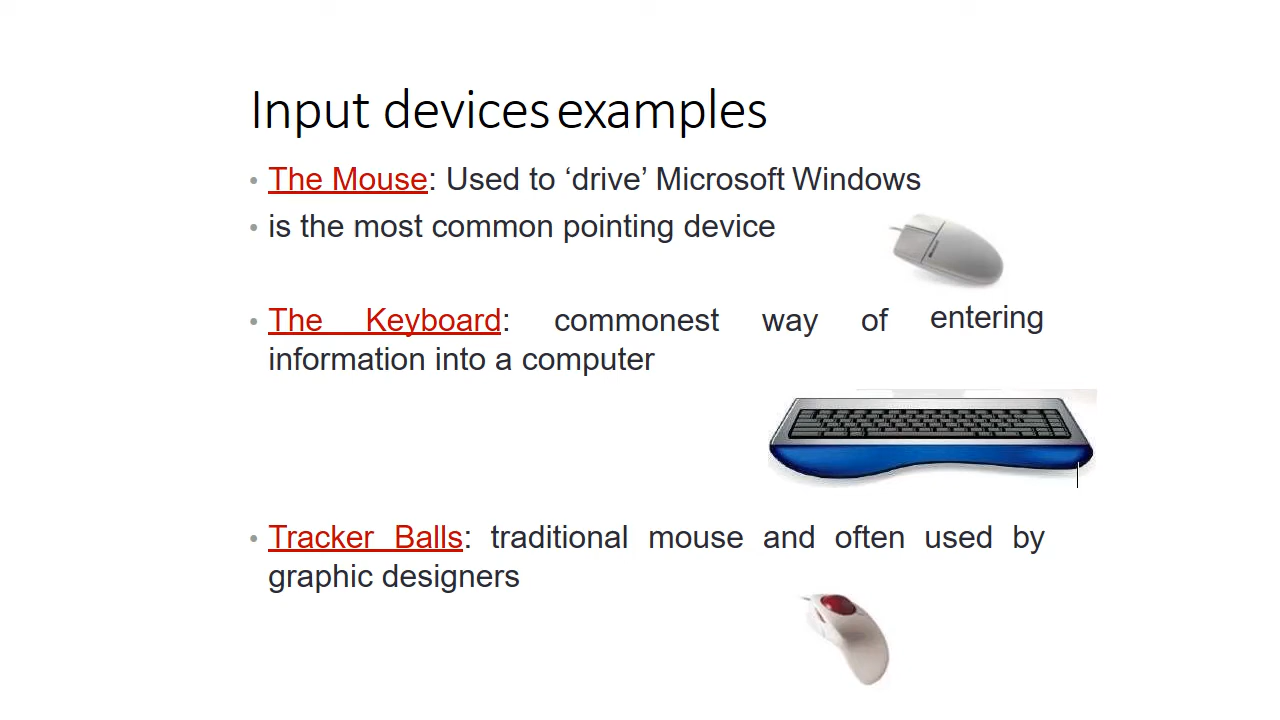 Input devices examples
• The Mouse: Used to ‘drive’ Microsoft Windows
• is the most common pointing device
• The Keyboard: commonest way of entering
information into a computer
• Tracker Balls: traditional mouse and often used by
graphic designers